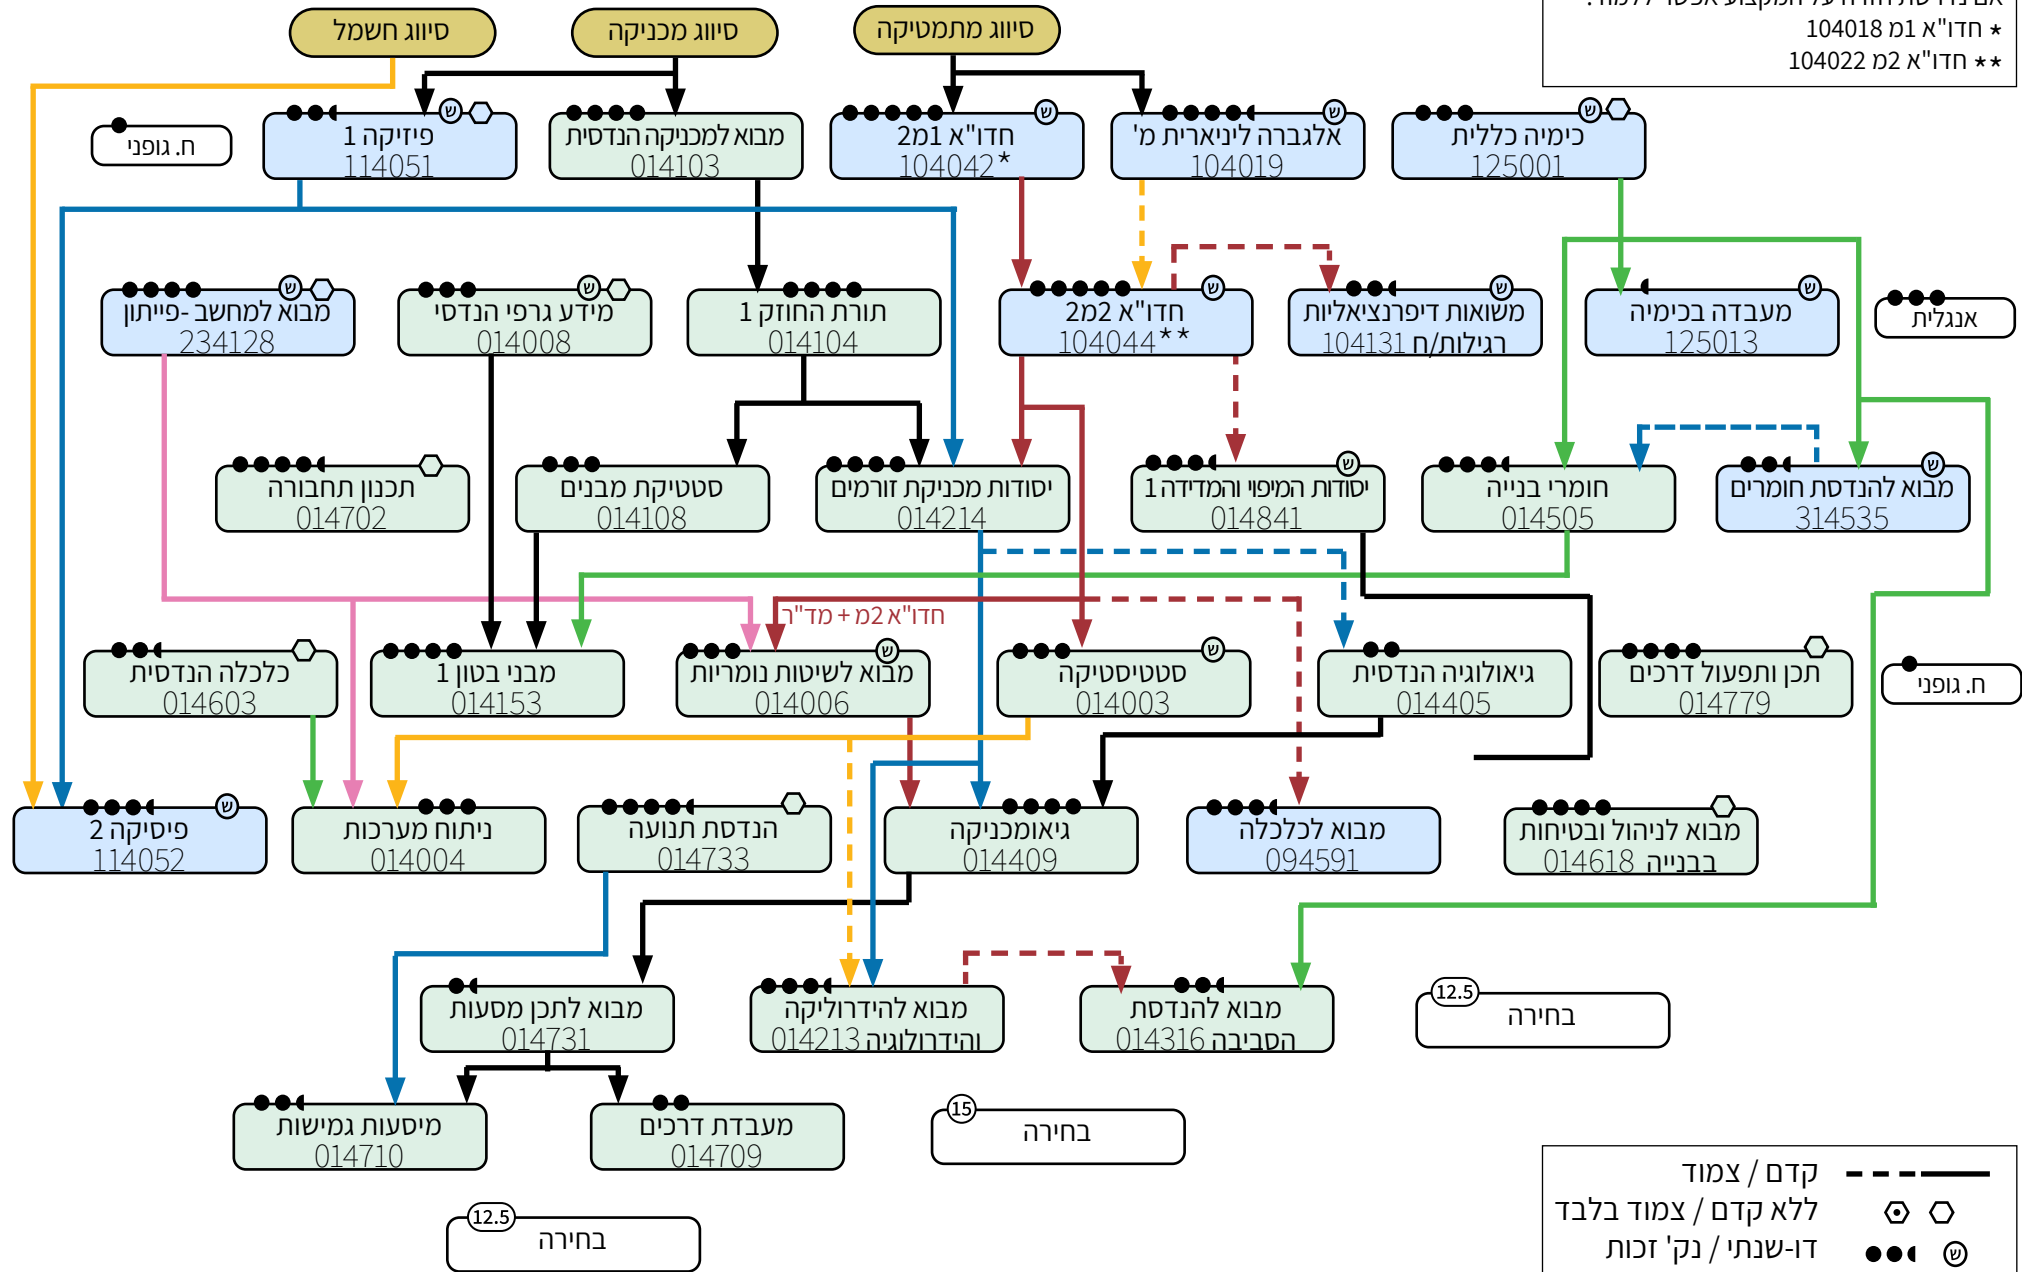 סיווג מתמטיקה
סיווג מכניקה
סיווג חשמל
* חדו"א 1מ 104018
** חדו"א 2מ 104022
ש
כימיה כללית
125001
ש
אלגברה ליניארית מ'
104019
ש
חדו"א 1מ2
104042*
מבוא למכניקה הנדסית
014103
ש
פיזיקה 1
114051
ח. גופני
אנגלית
ש
מעבדה בכימיה
125013
ש
משואות דיפרנציאליות
רגילות/ח 104131
ש
חדו"א 2מ2
104044**
תורת החוזק 1
014104
ש
מידע גרפי הנדסי
014008
ש
מבוא למחשב -פייתון
234128
ש
מבוא להנדסת חומרים
314535
חומרי בנייה
014505
ש
יסודות המיפוי והמדידה 1
014841
יסודות מכניקת זורמים
014214
סטטיקת מבנים
014108
תכנון תחבורה
014702
חדו"א 2מ + מד"ר
ח. גופני
תכן ותפעול דרכים
014779
גיאולוגיה הנדסית
014405
ש
סטטיסטיקה
014003
ש
מבוא לשיטות נומריות
014006
מבני בטון 1
014153
כלכלה הנדסית
014603
מבוא לניהול ובטיחות
בבנייה 014618
מבוא לכלכלה
094591
גיאומכניקה
014409
הנדסת תנועה
014733
ניתוח מערכות
014004
ש
פיסיקה 2
114052
12.5
בחירה
מבוא להנדסת
הסביבה 014316
מבוא להידרוליקה
והידרולוגיה 014213
מבוא לתכן מסעות
014731
15
בחירה
מעבדת דרכים
014709
מיסעות גמישות
014710
12.5
בחירה
קדם / צמוד
ללא קדם / צמוד בלבד
דו-שנתי / נק' זכות
ש